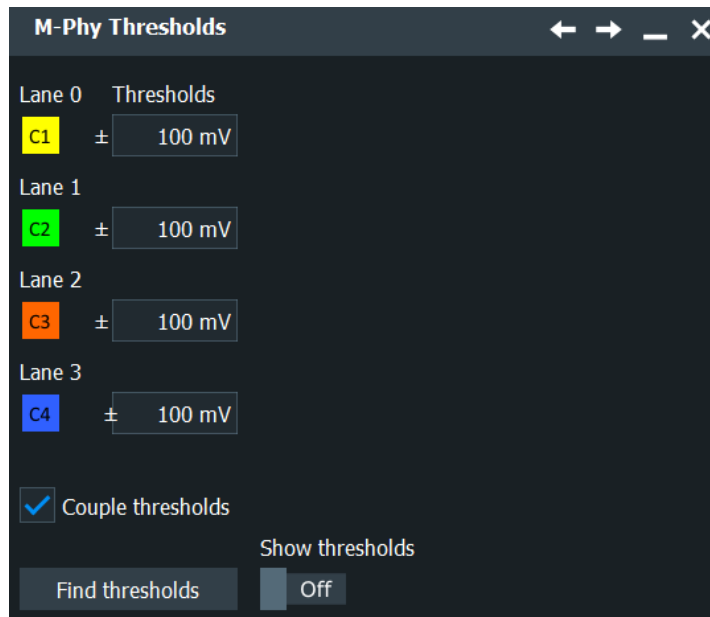 M-Phy Thresholds
Lane 0 Thresholds
C1 ± 100 mV
Lane 1
C2 ± 100 mV
Lane 2
C3 ± 100 mV
Lane 3
C4 ± 100 mV
Couple thresholds
Show thresholds
Find thresholds Off